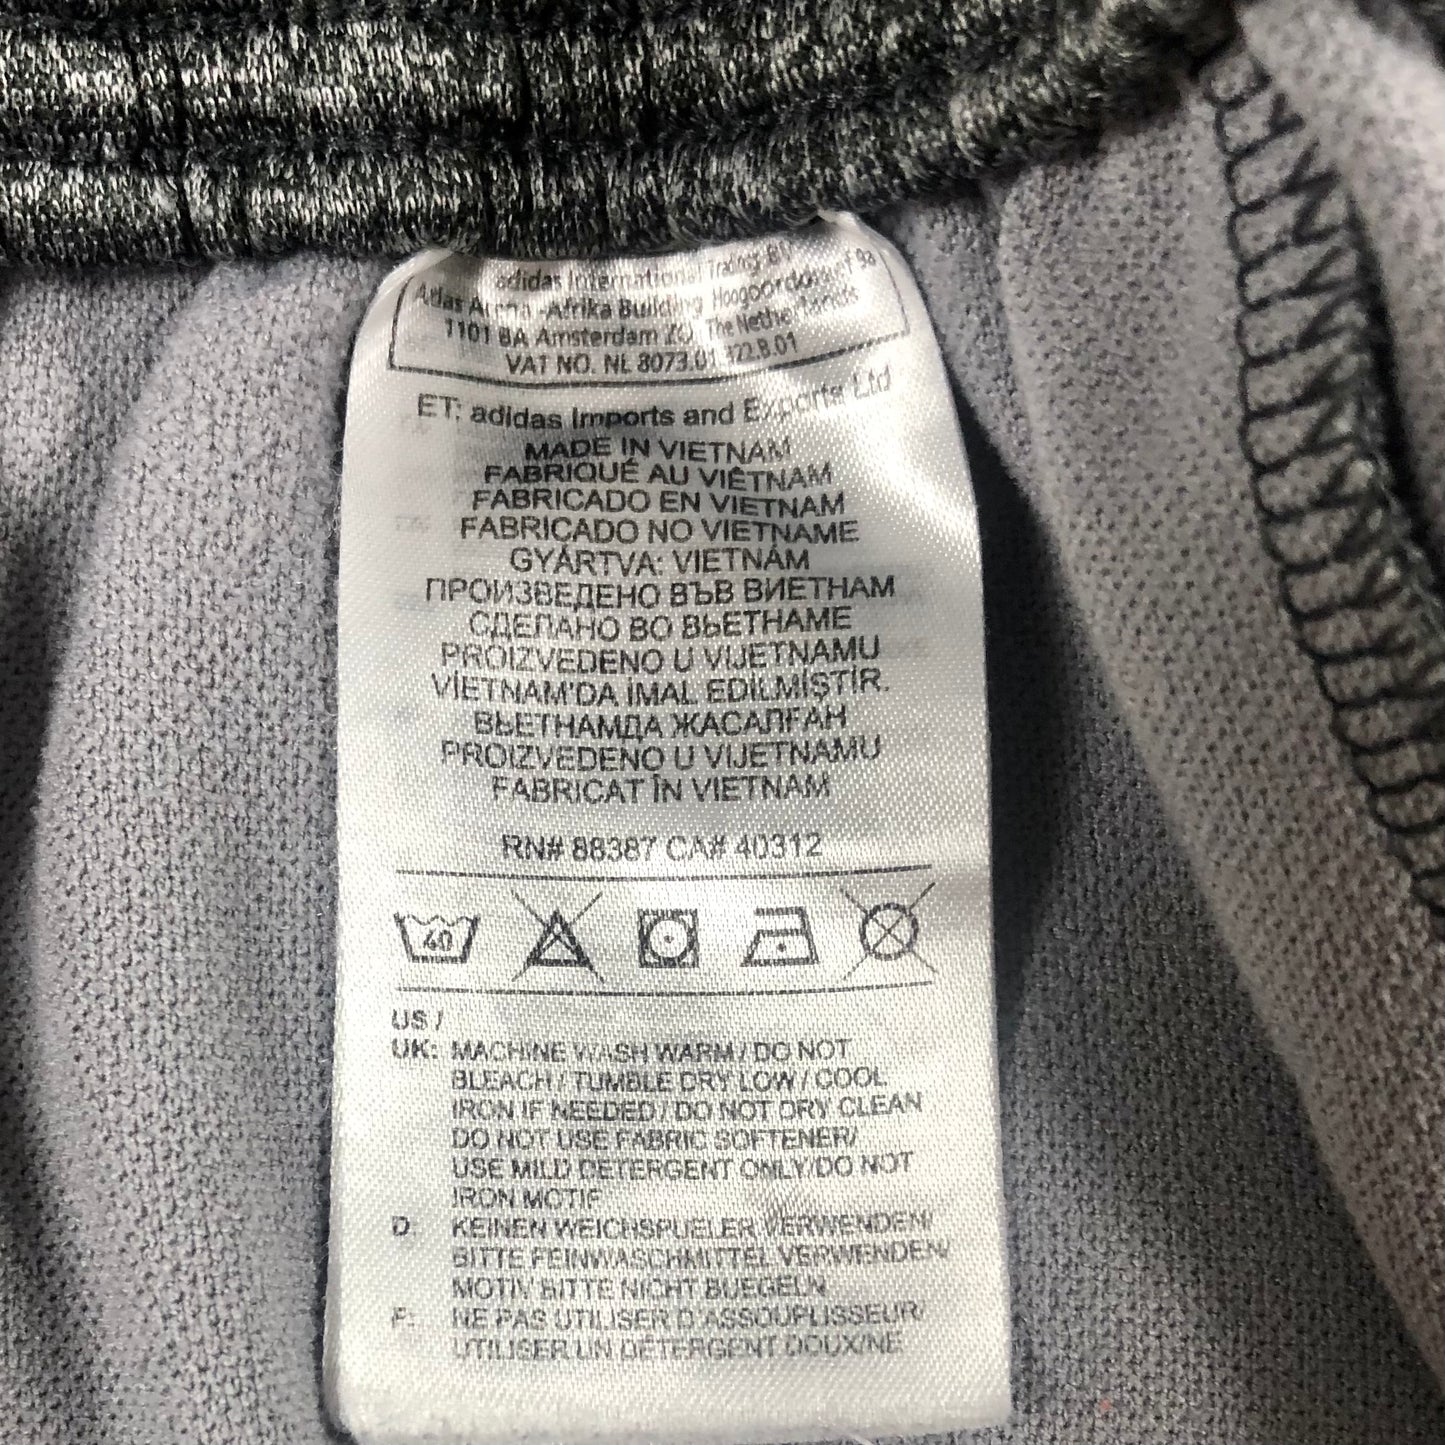 adidas International Trading BV
Adidas Arena -Afrika Building, Hoogoorddreef 9a
1101 BA Amsterdam ZO, The Netherlands
VAT NO. NL 8073.01.322.B.01
ET: adidas Imports and Exports Ltd
MADE IN VIETNAM
FABRIQUÉ AU VIÊTNAM
FABRICADO EN VIETNAM
FABRICADO NO VIETNAME
GYÁRTVA: VIETNÁM
ПРОИЗВЕДЕНО ВЪВ ВИЕТНАМ
СДЕЛАНО ВО ВЬЕТНАМЕ
PROIZVEDENO U VIJETNAMU
VİETNAM'DA İMAL EDİLMİŞTİR.
ВЬЕТНАМДА ЖАСАЛҒАН
PROIZVEDENO U VIJETNAMU
FABRICAT ÎN VIETNAM
RN# 88387 CA# 40312
40
US /
UK: MACHINE WASH WARM / DO NOT
BLEACH / TUMBLE DRY LOW / COOL
IRON IF NEEDED / DO NOT DRY CLEAN
DO NOT USE FABRIC SOFTENER/
USE MILD DETERGENT ONLY/DO NOT
IRON MOTIF
D KEINEN WEICHSPUELER VERWENDEN/
BITTE FEINWASCHMITTEL VERWENDEN/
MOTIV BITTE NICHT BUEGELN
F: NE PAS UTILISER D'ASSOUPLISSEUR/
UTILISER UN DÉTERGENT DOUX/NE